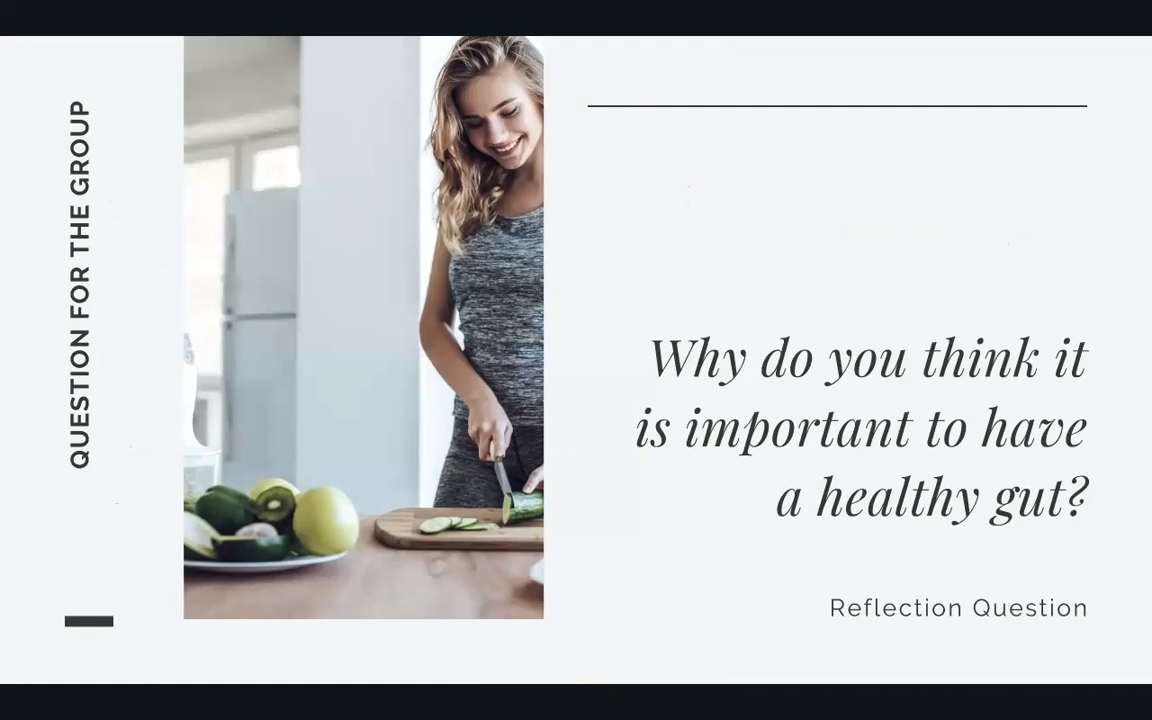 QUESTION FOR THE GROUP
Why do you think it
is important to have
a healthy gut?
Reflection Question